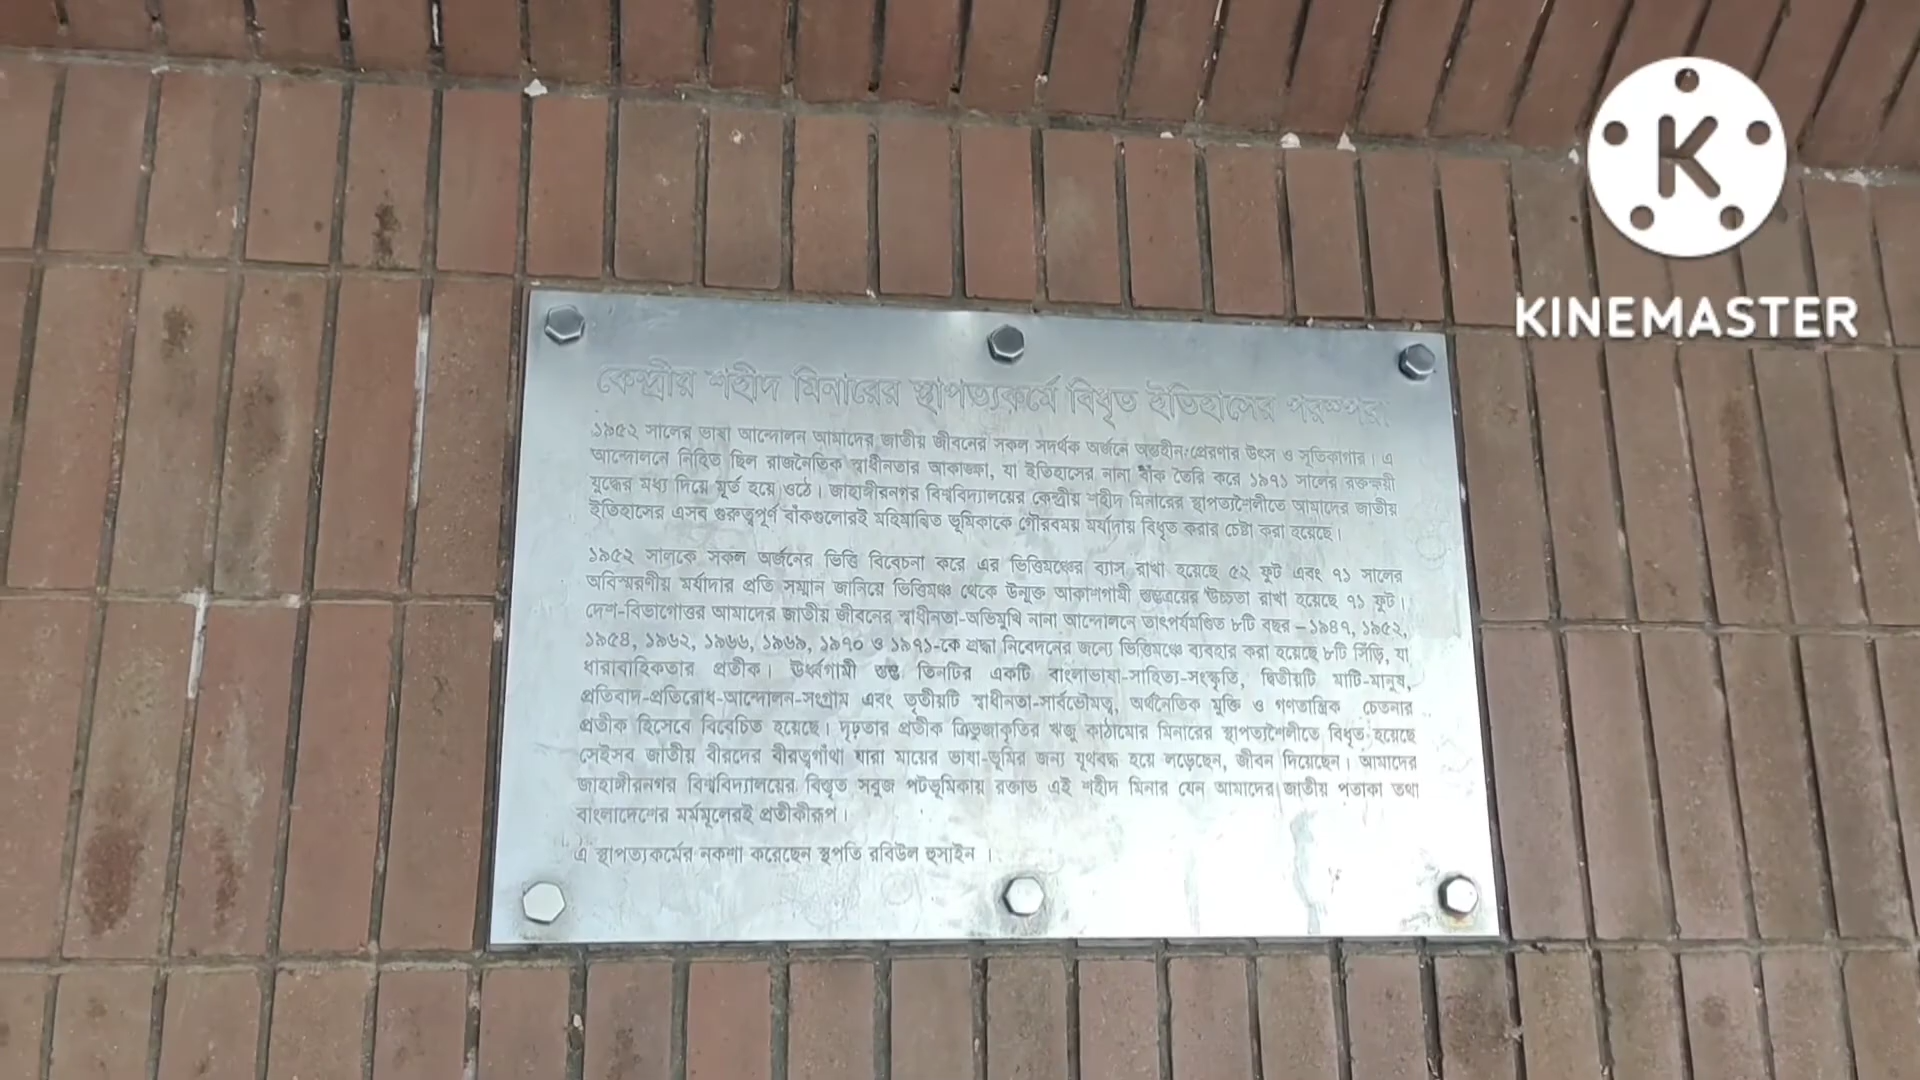 KINEMASTER
কেন্দ্রীয় শহীদ মিনারের স্থাপত্যকর্মে বিধৃত ইতিহাসের পরম্পরা
১৯৫২ সালের ভাষা আন্দোলন আমাদের জাতীয় জীবনের সকল সদর্থক অর্জনে অন্তহীন প্রেরণার উৎস ও সূতিকাগার। এ
আন্দোলনে নিহিত ছিল রাজনৈতিক স্বাধীনতার আকাঙ্ক্ষা, যা ইতিহাসের নানা বাঁক তৈরি করে ১৯৭১ সালের রক্তক্ষয়ী
যুদ্ধের মধ্য দিয়ে মূর্ত হয়ে ওঠে। জাহাঙ্গীরনগর বিশ্ববিদ্যালয়ের কেন্দ্রীয় শহীদ মিনারের স্থাপত্যশৈলীতে আমাদের জাতীয়
ইতিহাসের এসব গুরুত্বপূর্ণ বাঁকগুলোরই মহিমান্বিত ভূমিকাকে গৌরবময় মর্যাদায় বিধৃত করার চেষ্টা করা হয়েছে।
১৯৫২ সালকে সকল অর্জনের ভিত্তি বিবেচনা করে এর ভিত্তিমঞ্চের ব্যাস রাখা হয়েছে ৫২ ফুট এবং ৭১ সালের
অবিস্মরণীয় মর্যাদার প্রতি সম্মান জানিয়ে ভিত্তিমঞ্চ থেকে উন্মুক্ত আকাশগামী স্তম্ভত্রয়ের উচ্চতা রাখা হয়েছে ৭১ ফুট।
দেশ-বিভাগোত্তর আমাদের জাতীয় জীবনের স্বাধীনতা-অভিমুখি নানা আন্দোলনে তাৎপর্যমণ্ডিত ৮টি বছর – ১৯৪৭, ১৯৫২,
১৯৫৪, ১৯৬২, ১৯৬৬, ১৯৬৯, ১৯৭০ ও ১৯৭১-কে শ্রদ্ধা নিবেদনের জন্যে ভিত্তিমঞ্চে ব্যবহার করা হয়েছে ৮টি সিঁড়ি, যা
ধারাবাহিকতার প্রতীক। ঊর্ধ্বগামী স্তম্ভ তিনটির একটি বাংলাভাষা-সাহিত্য-সংস্কৃতি, দ্বিতীয়টি মাটি-মানুষ,
প্রতিবাদ-প্রতিরোধ-আন্দোলন-সংগ্রাম এবং তৃতীয়টি স্বাধীনতা-সার্বভৌমত্ব, অর্থনৈতিক মুক্তি ও গণতান্ত্রিক চেতনার
প্রতীক হিসেবে বিবেচিত হয়েছে। দৃঢ়তার প্রতীক ত্রিভুজাকৃতির ঋজু কাঠামোর মিনারের স্থাপত্যশৈলীতে বিধৃত হয়েছে
সেইসব জাতীয় বীরদের বীরত্বগাঁথা যারা মায়ের ভাষা-ভূমির জন্য যূথবদ্ধ হয়ে লড়েছেন, জীবন দিয়েছেন। আমাদের
জাহাঙ্গীরনগর বিশ্ববিদ্যালয়ের বিস্তৃত সবুজ পটভূমিকায় রক্তাভ এই শহীদ মিনার যেন আমাদের জাতীয় পতাকা তথা
বাংলাদেশের মর্মমূলেরই প্রতীকীরূপ।
এ স্থাপত্যকর্মের নকশা করেছেন স্থপতি রবিউল হুসাইন ।